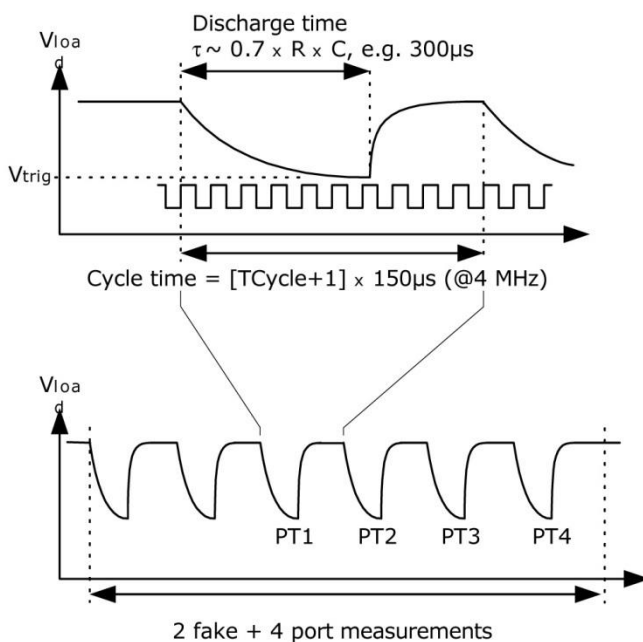 Discharge time
τ ~ 0.7 x R x C, e.g. 300µs
Vloa
d
Vtrig
Cycle time = [TCycle+1] x 150µs (@4 MHz)
Vloa
d
PT1 PT2 PT3 PT4
2 fake + 4 port measurements